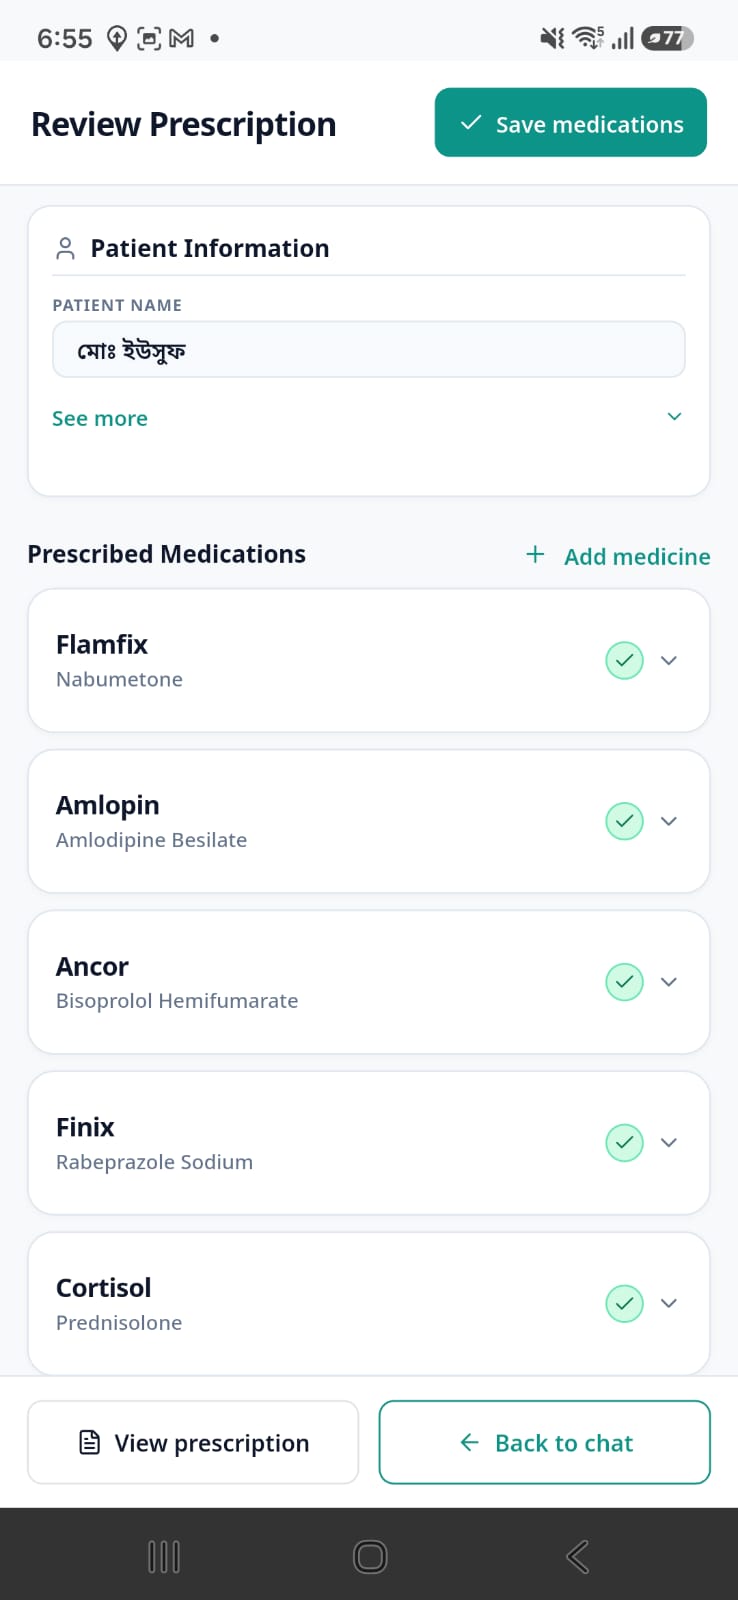 6:55
5
77
Review Prescription
Save medications
Patient Information
PATIENT NAME
মোঃ ইউসুফ
See more
Prescribed Medications
Add medicine
Flamfix
Nabumetone
Amlopin
Amlodipine Besilate
Ancor
Bisoprolol Hemifumarate
Finix
Rabeprazole Sodium
Cortisol
Prednisolone
View prescription
Back to chat